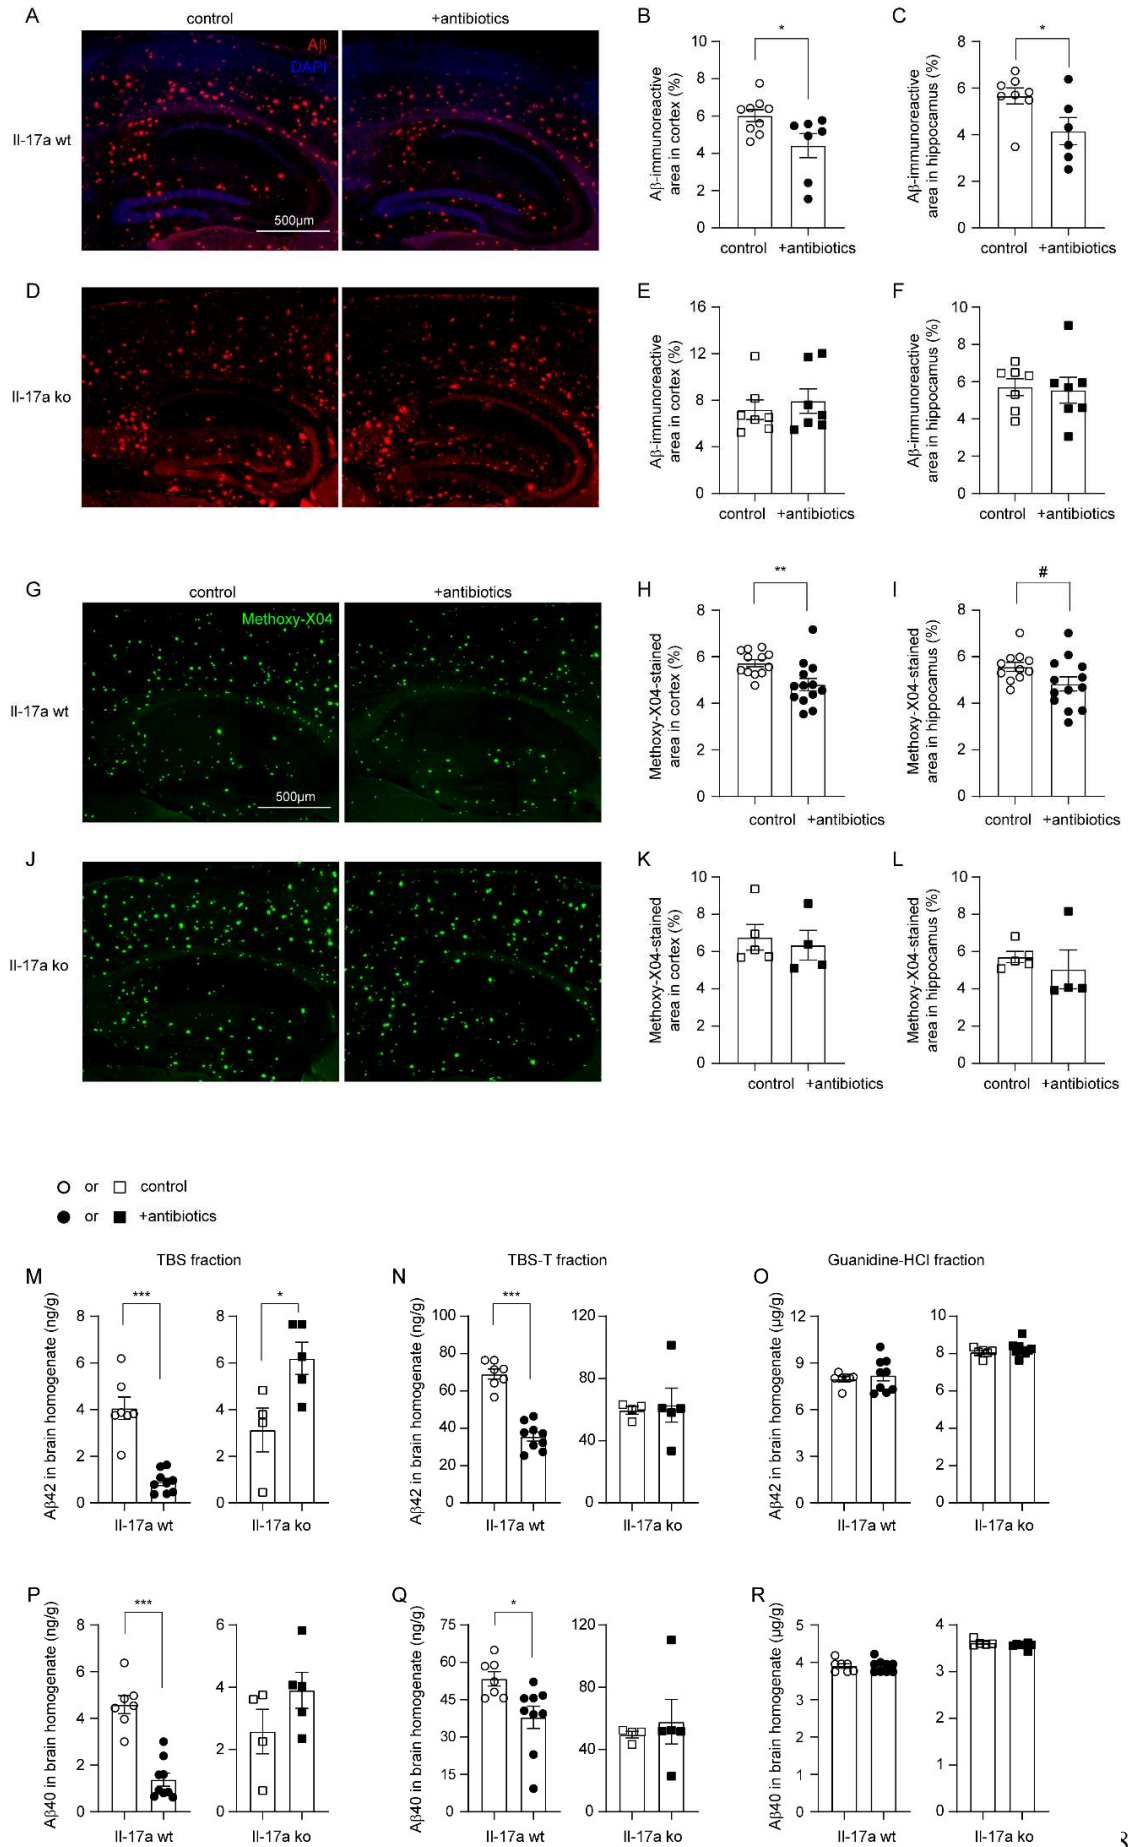 A control +antibiotics
Aβ
DAPI
Il-17a wt
500µm
B
Aβ-immunoreactive
area in cortex (%)
10
8
6
4
2
0
*
control +antibiotics
C
Aβ-immunoreactive
area in hippocampus (%)
8
6
4
2
0
*
control +antibiotics
D
Il-17a ko
E
Aβ-immunoreactive
area in cortex (%)
16
12
8
4
0
control +antibiotics
F
Aβ-immunoreactive
area in hippocampus (%)
10
8
6
4
2
0
control +antibiotics
G control +antibiotics
Methoxy-X04
Il-17a wt
500µm
H
Methoxy-X04-stained
area in cortex (%)
8
6
4
2
0
**
control +antibiotics
I
Methoxy-X04-stained
area in hippocampus (%)
8
6
4
2
0
#
control +antibiotics
J
Il-17a ko
K
Methoxy-X04-stained
area in cortex (%)
10
8
6
4
2
0
control +antibiotics
L
Methoxy-X04-stained
area in hippocampus (%)
10
8
6
4
2
0
control +antibiotics
or control
or +antibiotics
TBS fraction
M
Aβ42 in brain homogenate (ng/g)
8
6
4
2
0
***
Il-17a wt
8
6
4
2
0
*
Il-17a ko
TBS-T fraction
N
Aβ42 in brain homogenate (ng/g)
100
80
60
40
20
0
***
Il-17a wt
120
80
40
0
Il-17a ko
Guanidine-HCl fraction
O
Aβ42 in brain homogenate (µg/g)
12
9
6
3
0
Il-17a wt
10
8
6
4
2
0
Il-17a ko
P
Aβ40 in brain homogenate (ng/g)
8
6
4
2
0
***
Il-17a wt
6
4
2
0
Il-17a ko
Q
Aβ40 in brain homogenate (ng/g)
75
60
45
30
15
0
*
Il-17a wt
120
80
40
0
Il-17a ko
R
Aβ40 in brain homogenate (µg/g)
5
4
3
2
1
0
Il-17a wt
4
3
2
1
0
Il-17a ko